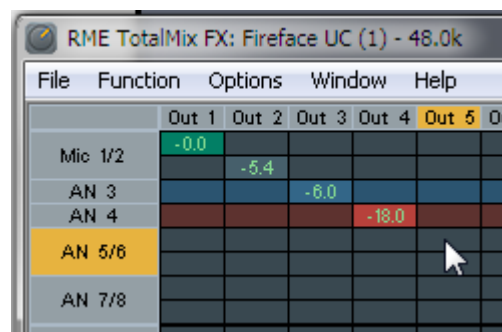 RME TotalMix FX: Fireface UC (1) - 48.0k
File Function Options Window Help
Out 1 Out 2 Out 3 Out 4 Out 5
Mic 1/2 -0.0
-5.4
AN 3 -6.0
AN 4 -18.0
AN 5/6
AN 7/8